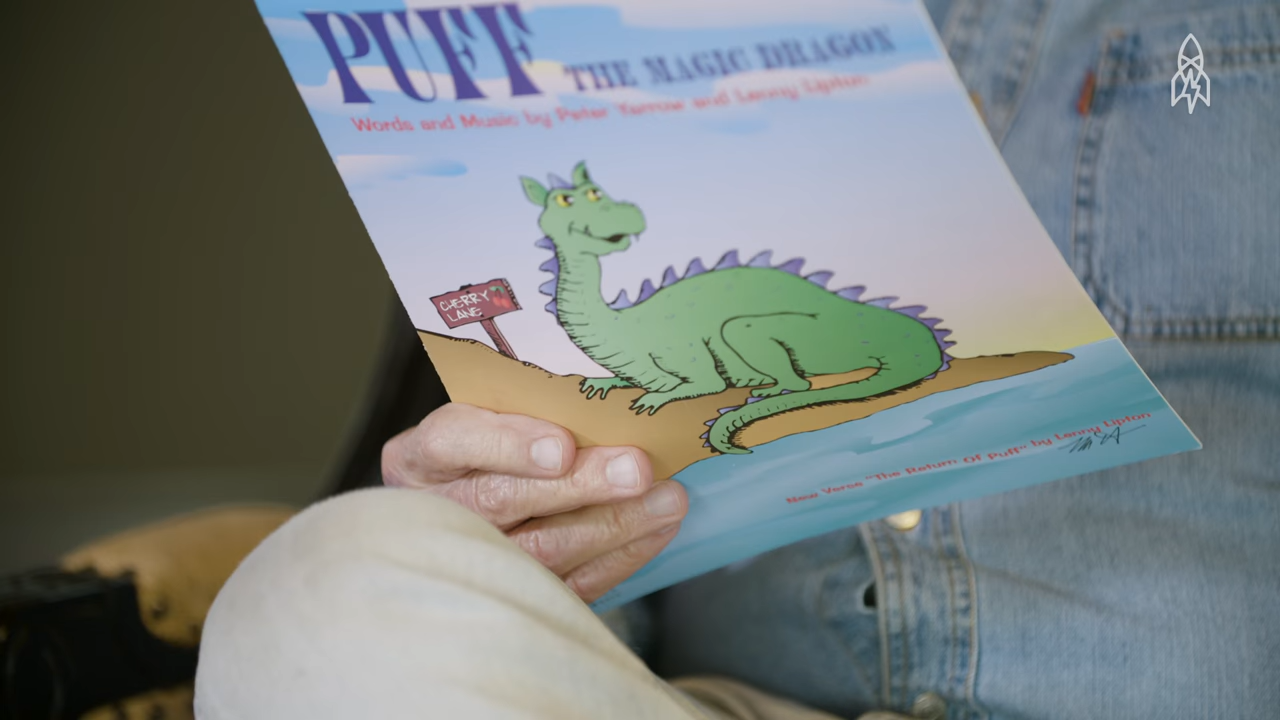 PUFF THE MAGIC DRAGON
Words and Music by Peter Yarrow and Lenny Lipton
CHERRY
LANE
New Verse "The Return Of Puff" by Lenny Lipton